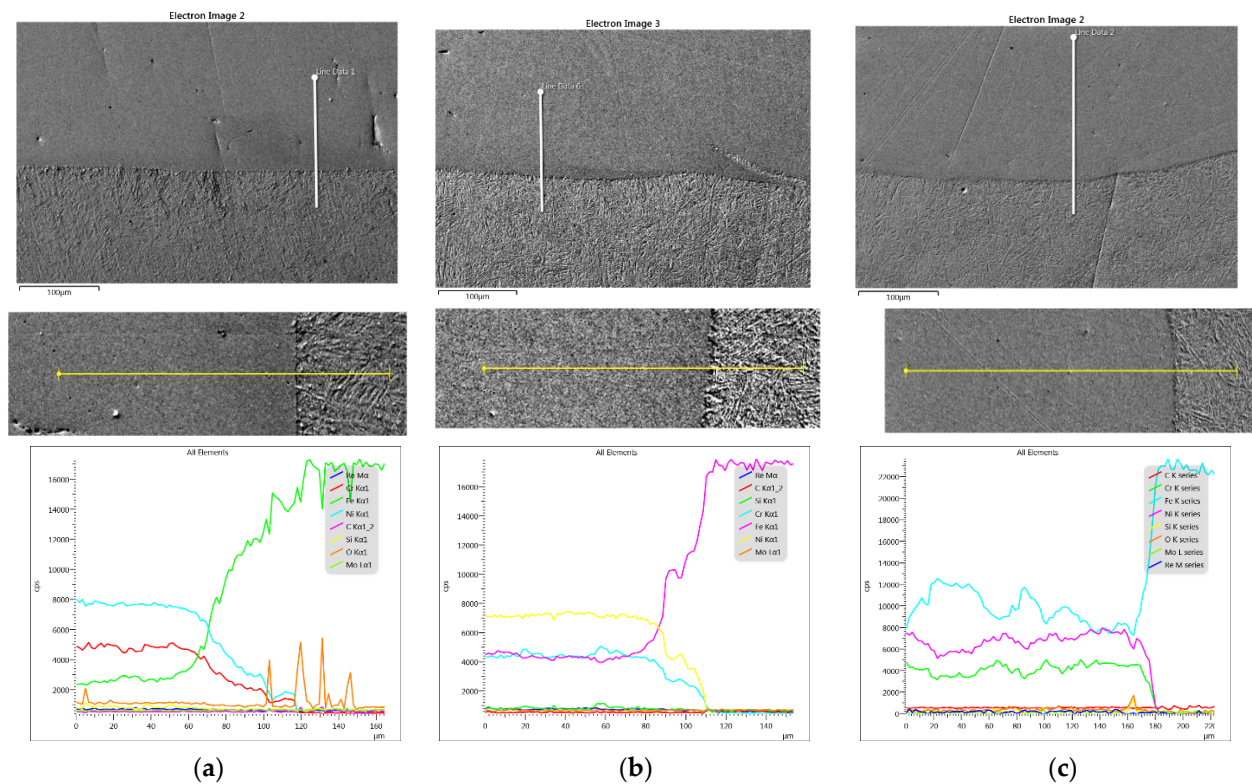 Electron Image 2
Line Data 1
100μm
Electron Image 3
Line Data 6
100μm
Electron Image 2
Line Data 2
100μm
All Elements
Re Mα
Cr Kα1
Fe Kα1
Ni Kα1
C Kα1_2
Si Kα1
O Kα1
Mo Lα1
cps
16000
14000
12000
10000
8000
6000
4000
2000
0 20 40 60 80 100 120 140 160
μm
All Elements
Re Mα
C Kα1_2
Si Kα1
Cr Kα1
Fe Kα1
Ni Kα1
Mo Lα1
cps
16000
14000
12000
10000
8000
6000
4000
2000
0 20 40 60 80 100 120 140
μm
All Elements
C K series
Cr K series
Fe K series
Ni K series
Si K series
O K series
Mo L series
Re M series
cps
22000
20000
18000
16000
14000
12000
10000
8000
6000
4000
2000
0
0 20 40 60 80 100 120 140 160 180 200 220
μm
(a)
(b)
(c)